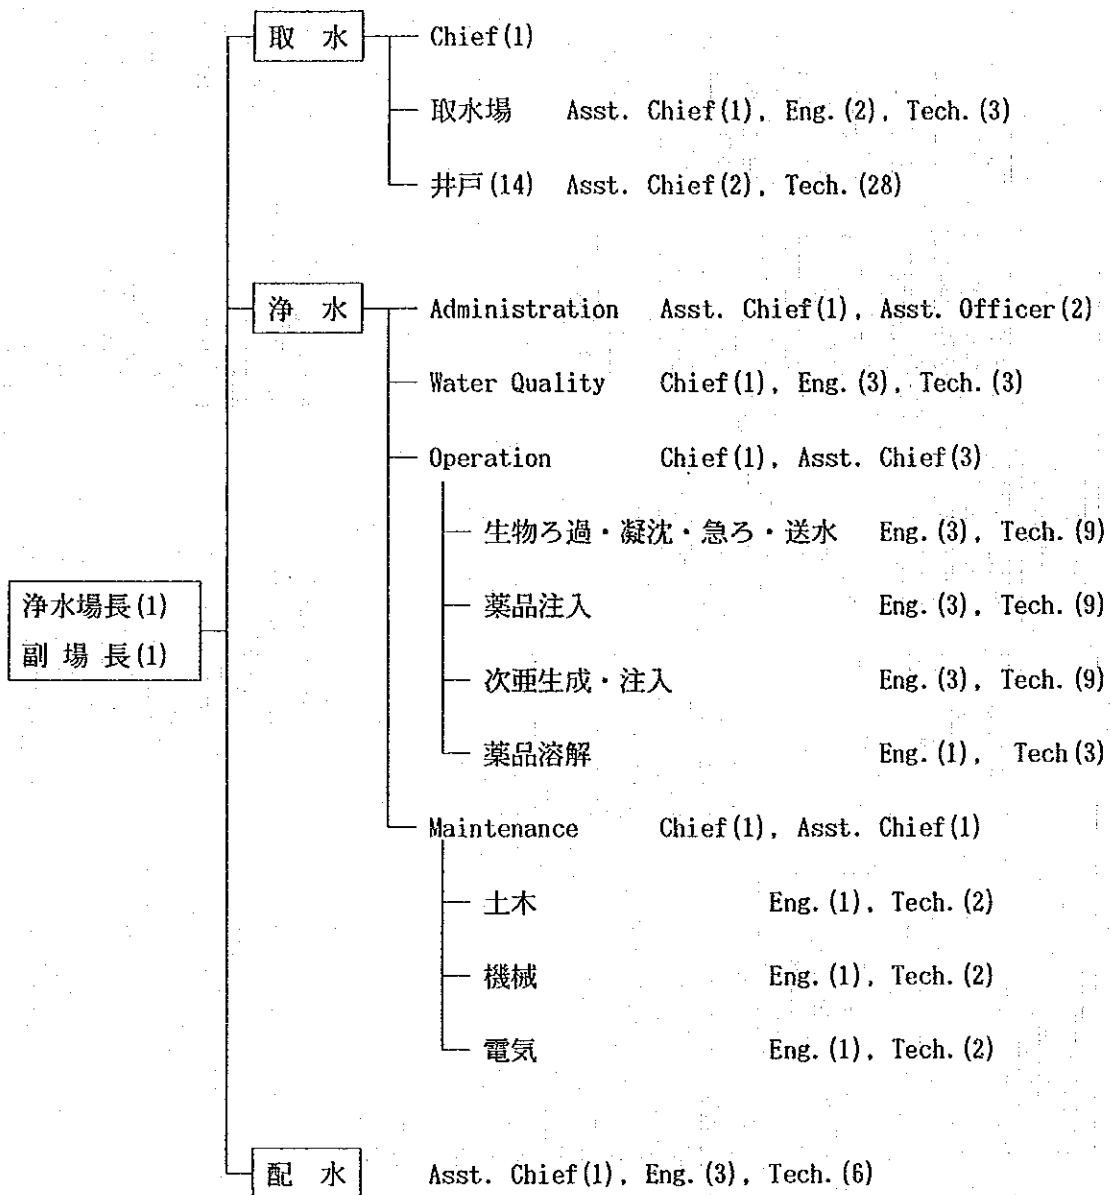 取 水 Chief(1)
取水場 Asst. Chief(1), Eng.(2), Tech.(3)
井戸(14) Asst. Chief(2), Tech.(28)
浄 水 Administration Asst. Chief(1), Asst. Officer(2)
Water Quality Chief(1), Eng.(3), Tech.(3)
Operation Chief(1), Asst. Chief(3)
生物ろ過・凝沈・急ろ・送水 Eng.(3), Tech.(9)
浄水場長(1)
副 場 長(1)
薬品注入 Eng.(3), Tech.(9)
次亜生成・注入 Eng.(3), Tech.(9)
薬品溶解 Eng.(1), Tech(3)
Maintenance Chief(1), Asst. Chief(1)
土木 Eng.(1), Tech.(2)
機械 Eng.(1), Tech.(2)
電気 Eng.(1), Tech.(2)
配 水 Asst. Chief(1), Eng.(3), Tech.(6)